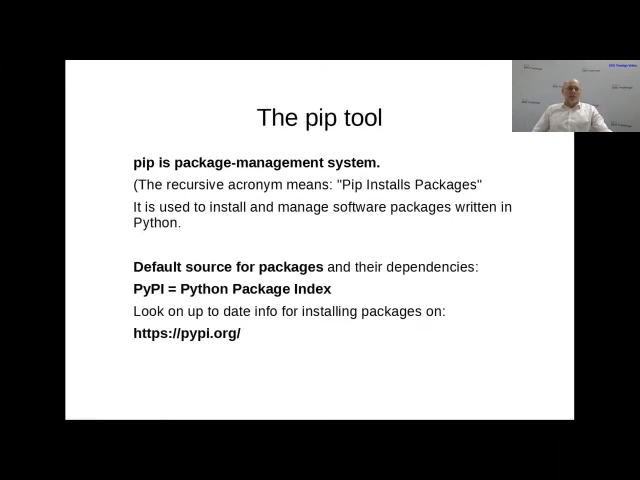 The pip tool
pip is package-management system.
(The recursive acronym means: "Pip Installs Packages"
It is used to install and manage software packages written in
Python.
Default source for packages and their dependencies:
PyPI = Python Package Index
Look on up to date info for installing packages on:
https://pypi.org/